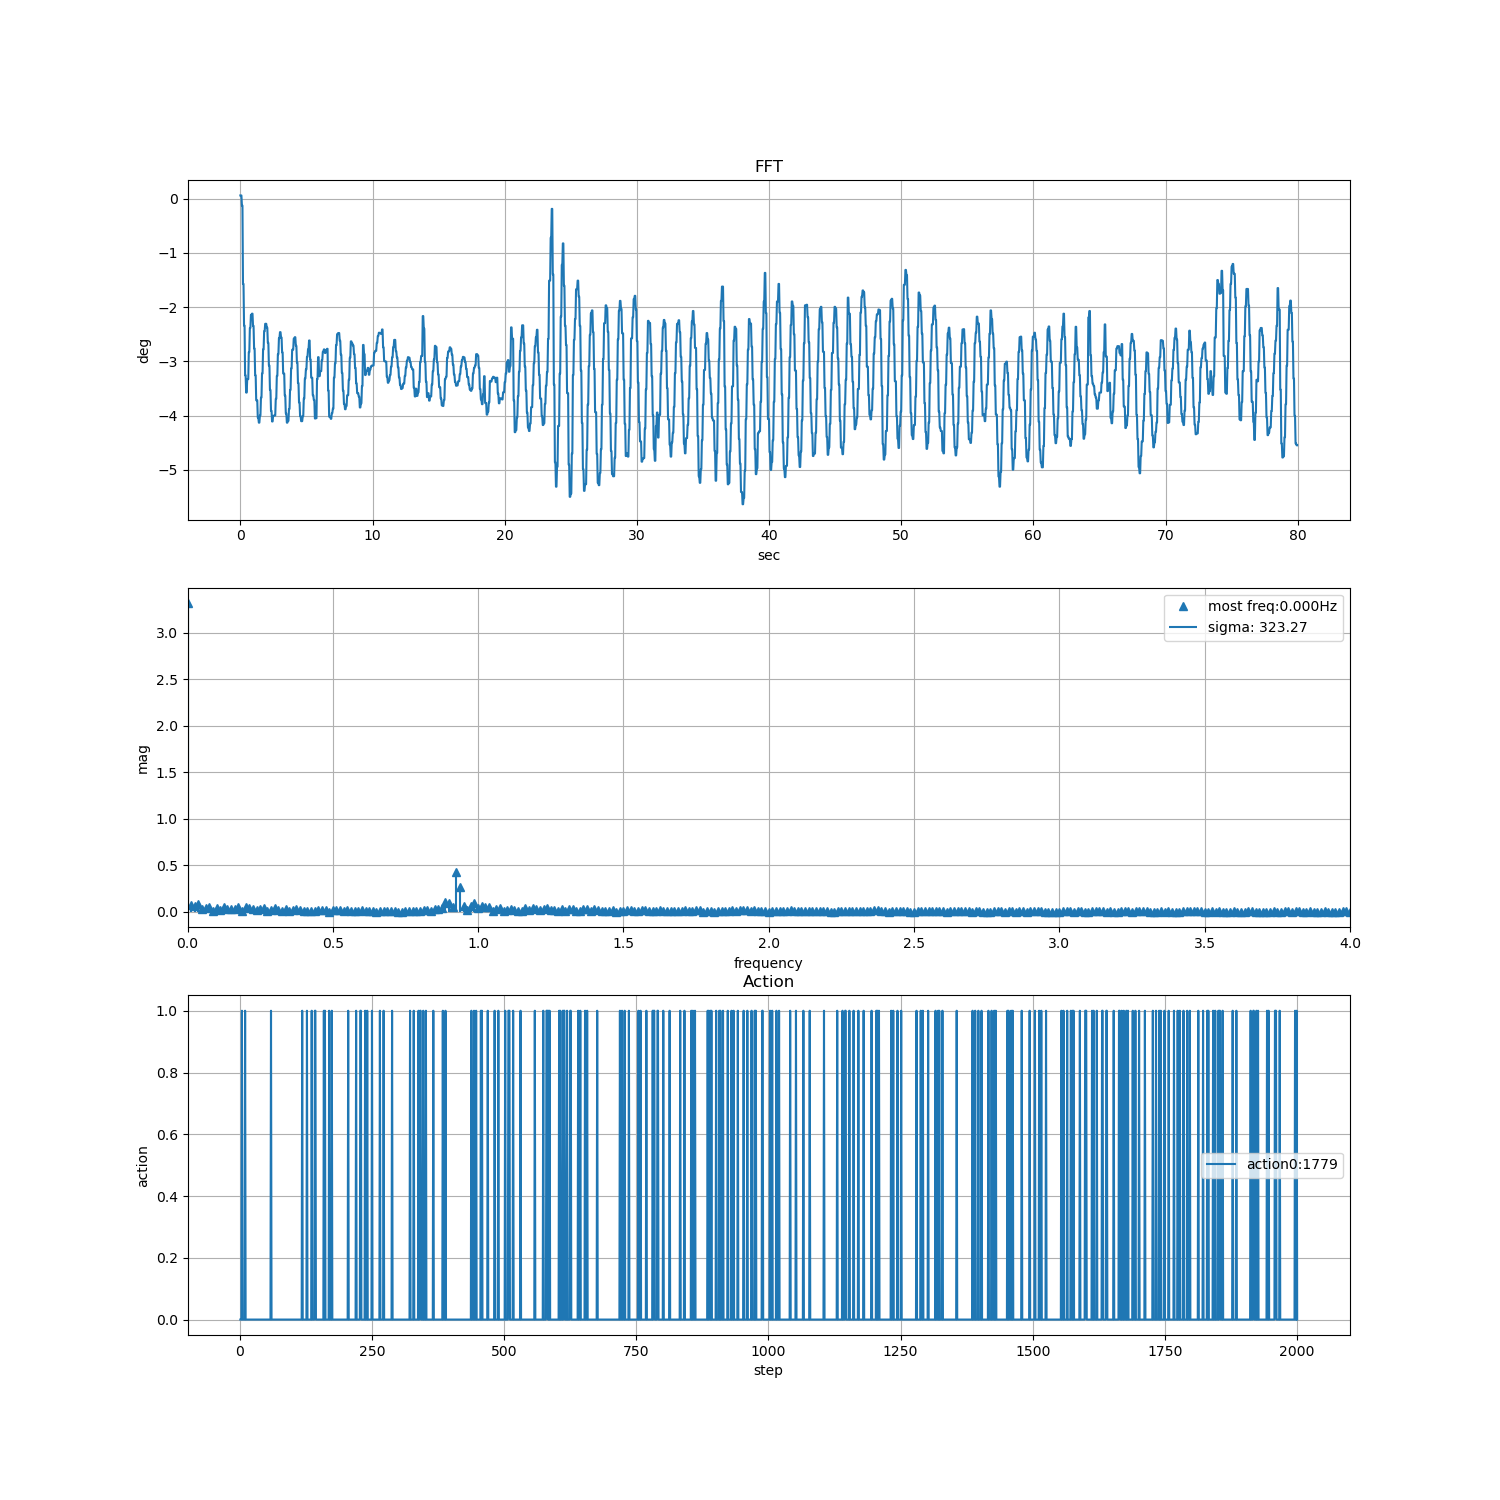 FFT
0
−1
−2
−3
−4
−5
deg
0 10 20 30 40 50 60 70 80
sec
most freq:0.000Hz
sigma: 323.27
3.0
2.5
2.0
1.5
1.0
0.5
0.0
mag
0.0 0.5 1.0 1.5 2.0 2.5 3.0 3.5 4.0
frequency
Action
1.0
0.8
0.6
0.4
0.2
0.0
action
action0:1779
0 250 500 750 1000 1250 1500 1750 2000
step